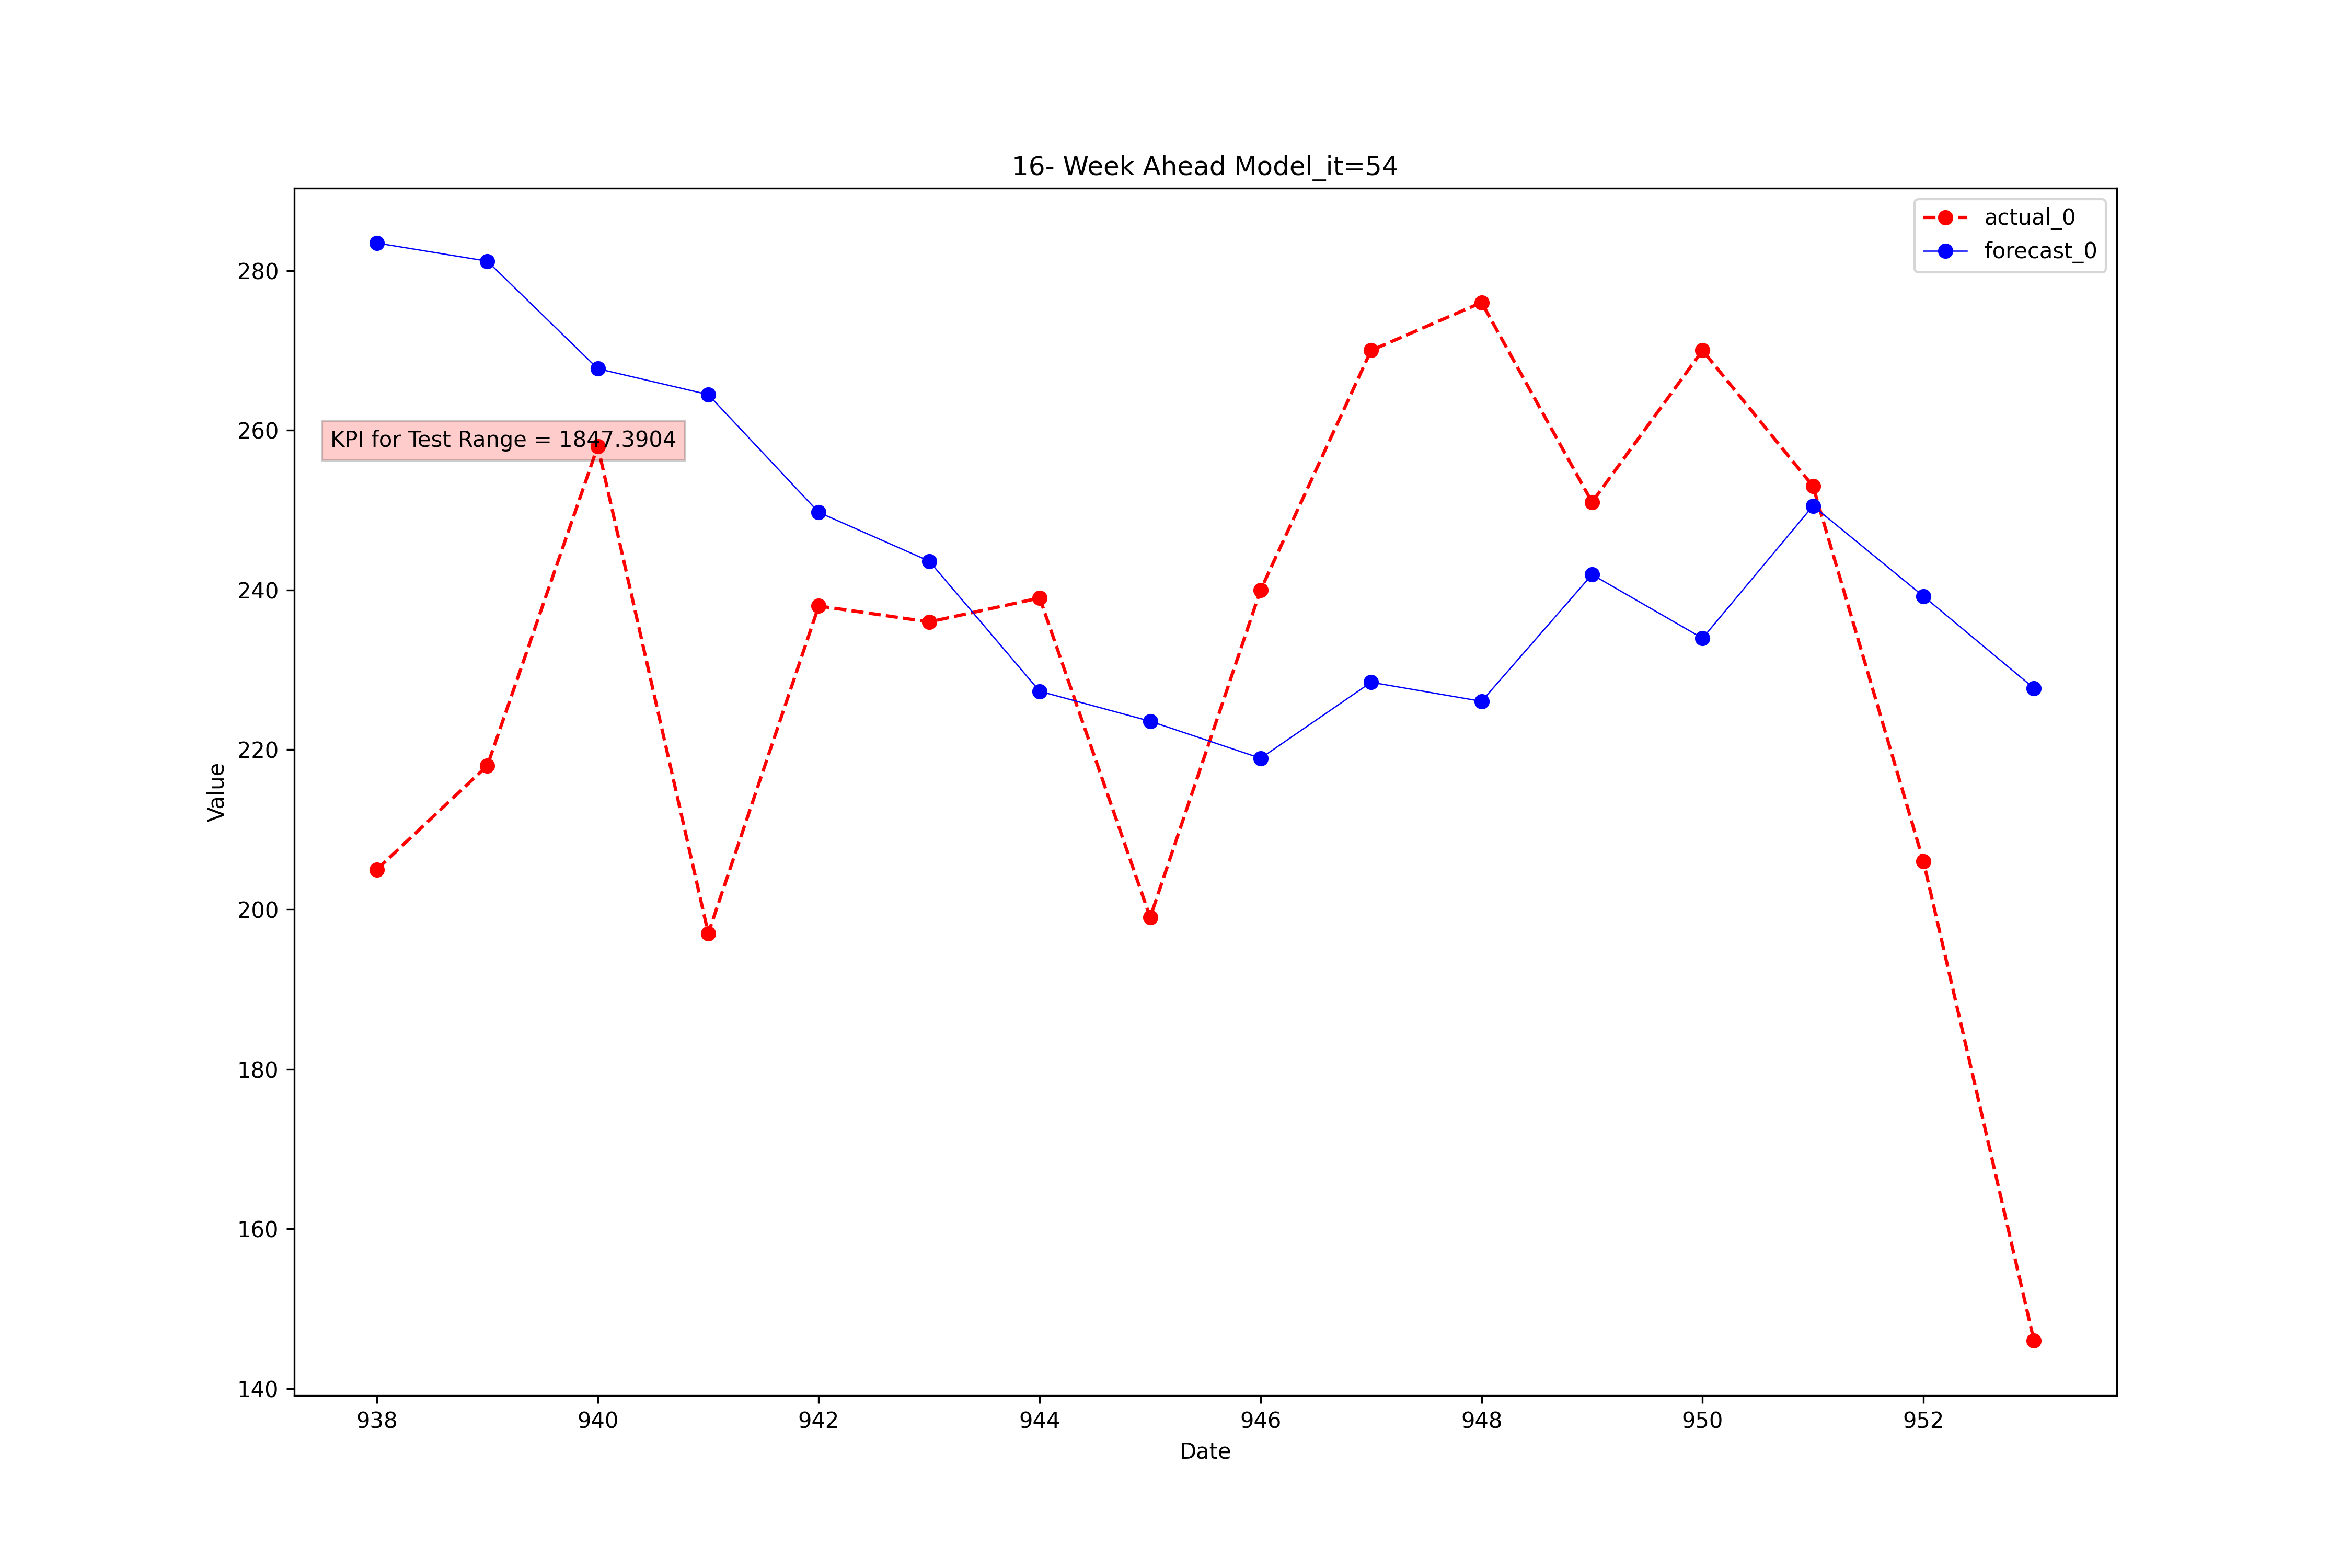 16- Week Ahead Model_it=54
actual_0
forecast_0
KPI for Test Range = 1847.3904
Value
280
260
240
220
200
180
160
140
938 940 942 944 946 948 950 952
Date